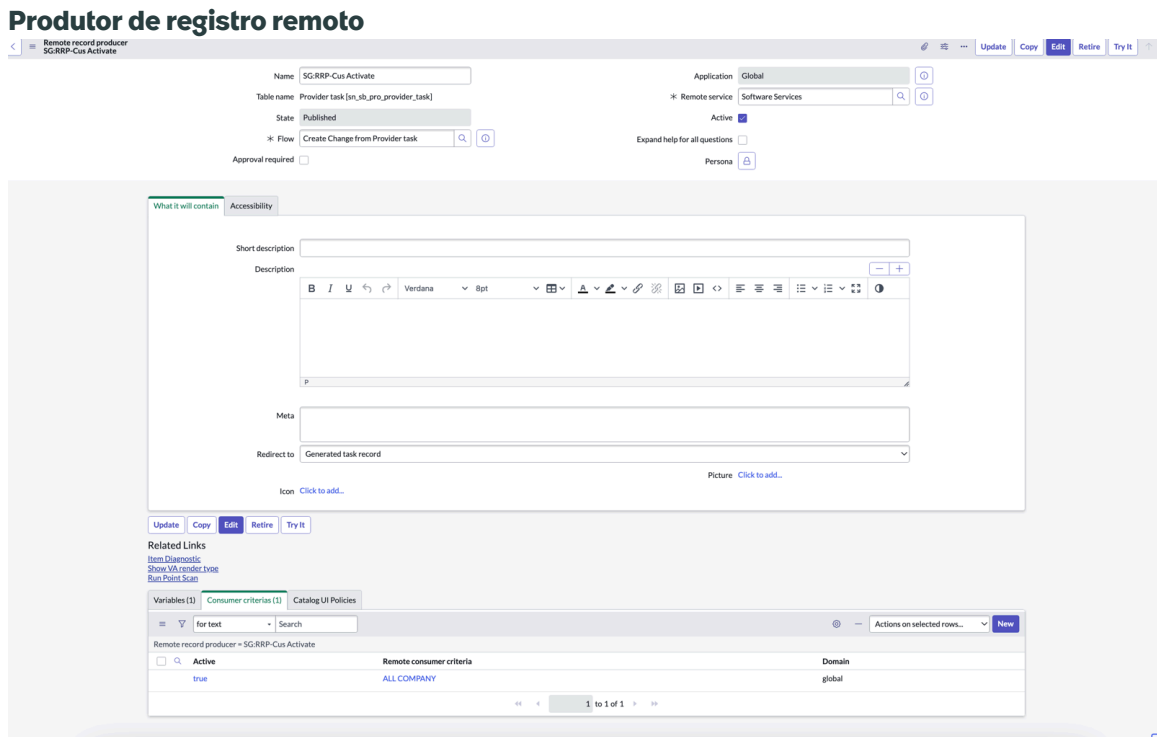 Produtor de registro remoto
Remote record producer
SG:RRP-Cus Activate
Update Copy Edit Retire Try It
Name SG:RRP-Cus Activate
Application Global
Table name Provider task [sn_sb_pro_provider_task]
* Remote service Software Services
State Published
Active
* Flow Create Change from Provider task
Expand help for all questions
Approval required
Persona
What it will contain Accessibility
Short description
Description
B I U Verdana 8pt A
P
Meta
Redirect to Generated task record
Picture Click to add...
Icon Click to add...
Update Copy Edit Retire Try It
Related Links
Item Diagnostic
Show VA render type
Run Point Scan
Variables (1) Consumer criterias (1) Catalog UI Policies
for text Search Actions on selected rows... New
Remote record producer = SG:RRP-Cus Activate
Active Remote consumer criteria Domain
true ALL COMPANY global
1 to 1 of 1